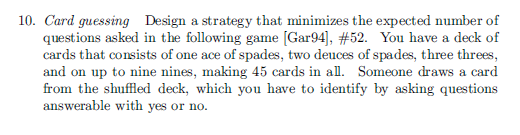 10. Card guessing Design a strategy that minimizes the expected number of
questions asked in the following game [Gar94], #52. You have a deck of
cards that consists of one ace of spades, two deuces of spades, three threes,
and on up to nine nines, making 45 cards in all. Someone draws a card
from the shuffled deck, which you have to identify by asking questions
answerable with yes or no.